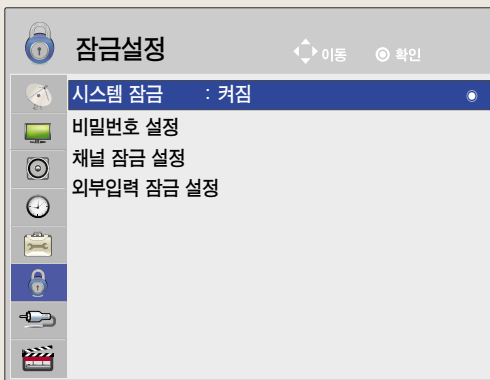 잠금설정 이동 확인
시스템 잠금 : 켜짐
비밀번호 설정
채널 잠금 설정
외부입력 잠금 설정